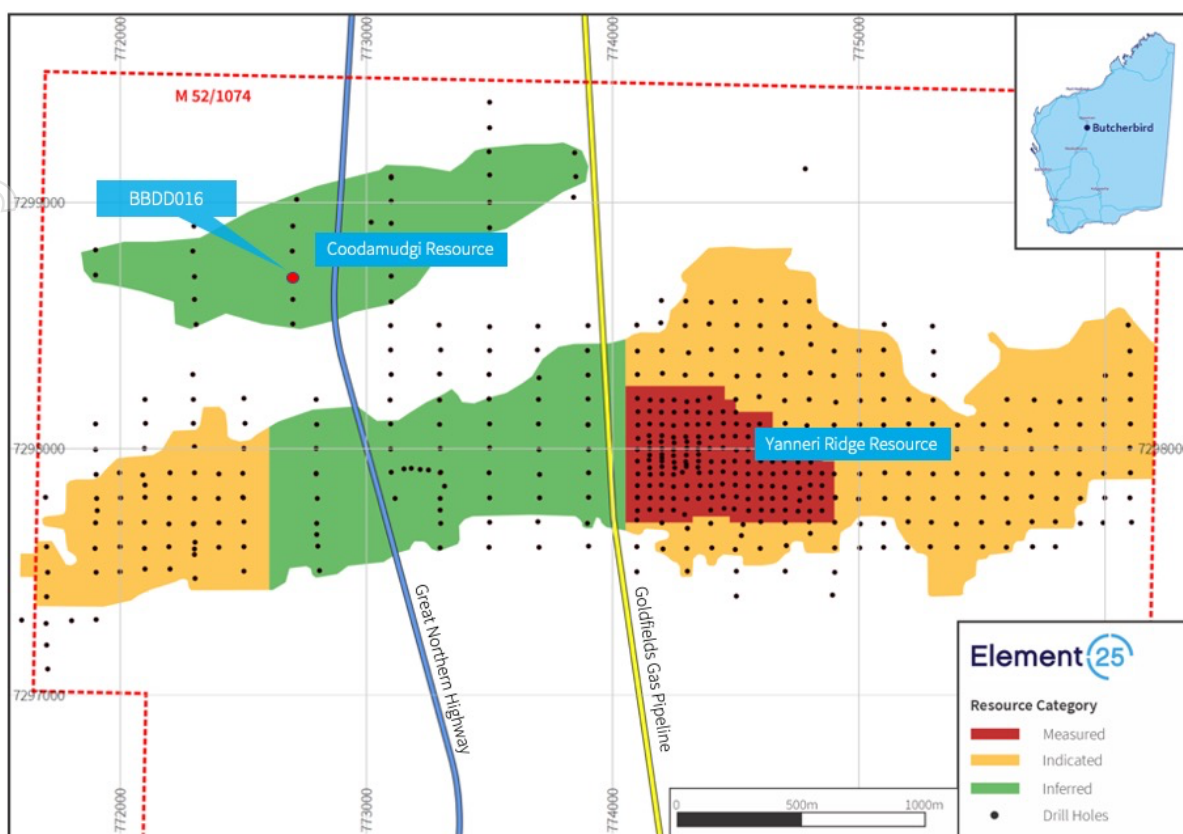 772000
773000
774000
775000
M 52/1074
Butcherbird
7299000
BBDD016
Coodamudgi Resource
Yanneri Ridge Resource
7298000
Great Northern Highway
Goldfields Gas Pipeline
7297000
Element 25
Resource Category
Measured
Indicated
Inferred
Drill Holes
0
500m
1000m
772000
773000
774000